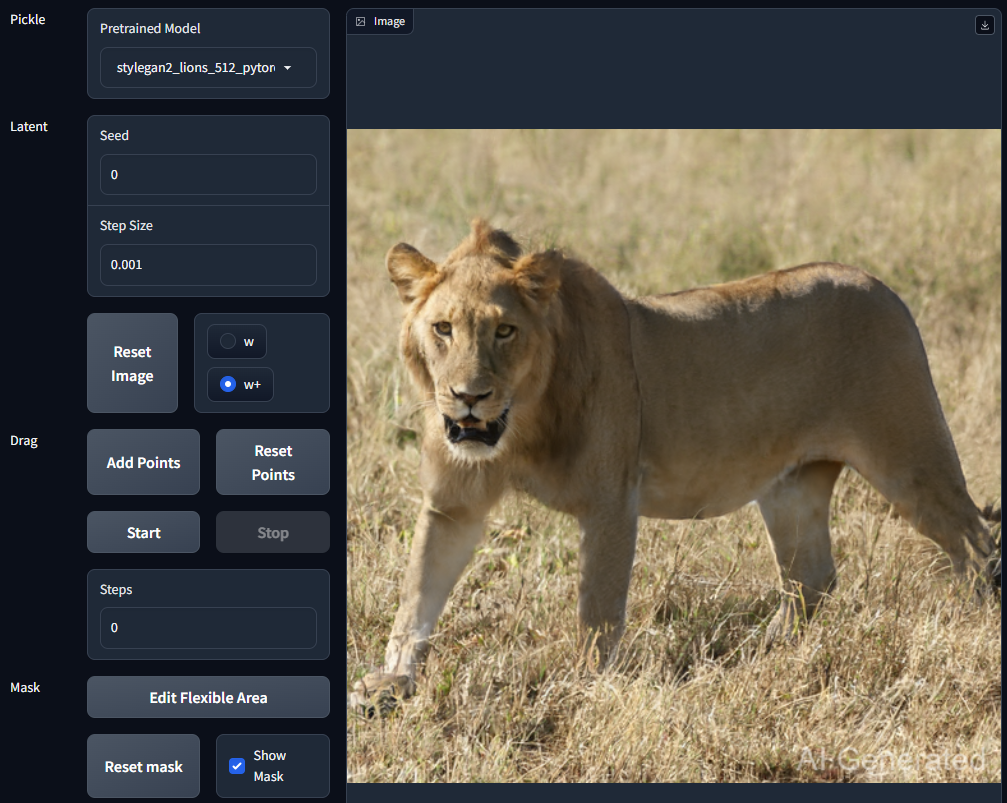 Pickle
Pretrained Model
stylegan2_lions_512_pytor
Latent
Seed
0
Step Size
0.001
Reset
Image
w
w+
Drag
Add Points
Reset
Points
Start
Stop
Steps
0
Mask
Edit Flexible Area
Reset mask
Show
Mask
Image
AI-Generated